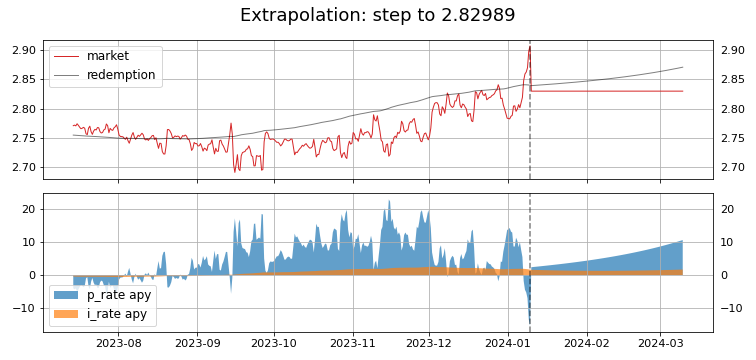 Extrapolation: step to 2.82989
2.90 2.90
market
redemption
2.85 2.85
2.80 2.80
2.75 2.75
2.70 2.70
20 20
10 10
0 0
p_rate apy
i_rate apy
−10 −10
2023-08 2023-09 2023-10 2023-11 2023-12 2024-01 2024-02 2024-03